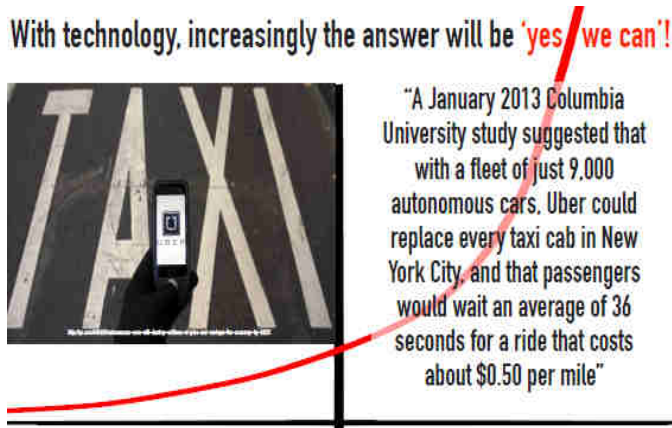 With technology, increasingly the answer will be ‘yes, we can’!
TAXI
UBER
“A January 2013 Columbia
University study suggested that
with a fleet of just 9,000
autonomous cars, Uber could
replace every taxi cab in New
York City, and that passengers
would wait an average of 36
seconds for a ride that costs
about $0.50 per mile”